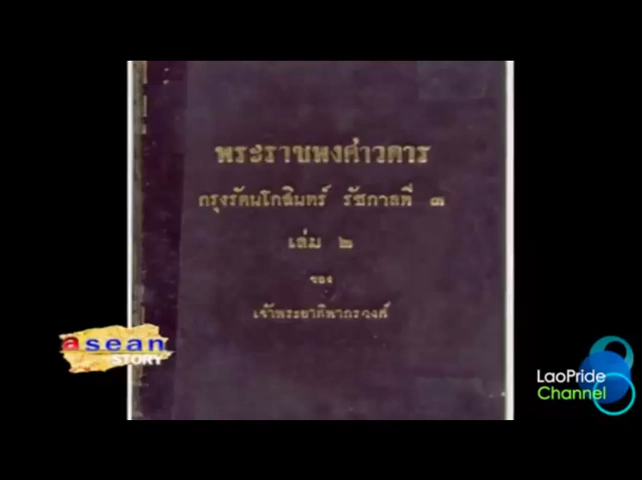 พระราชพงศาวดาร
กรุงรัตนโกสินทร์ รัชกาลที่ ๓
เล่ม ๒
ของ
เจ้าพระยาทิพากรวงศ์
asean
STORY
LaoPride
Channel